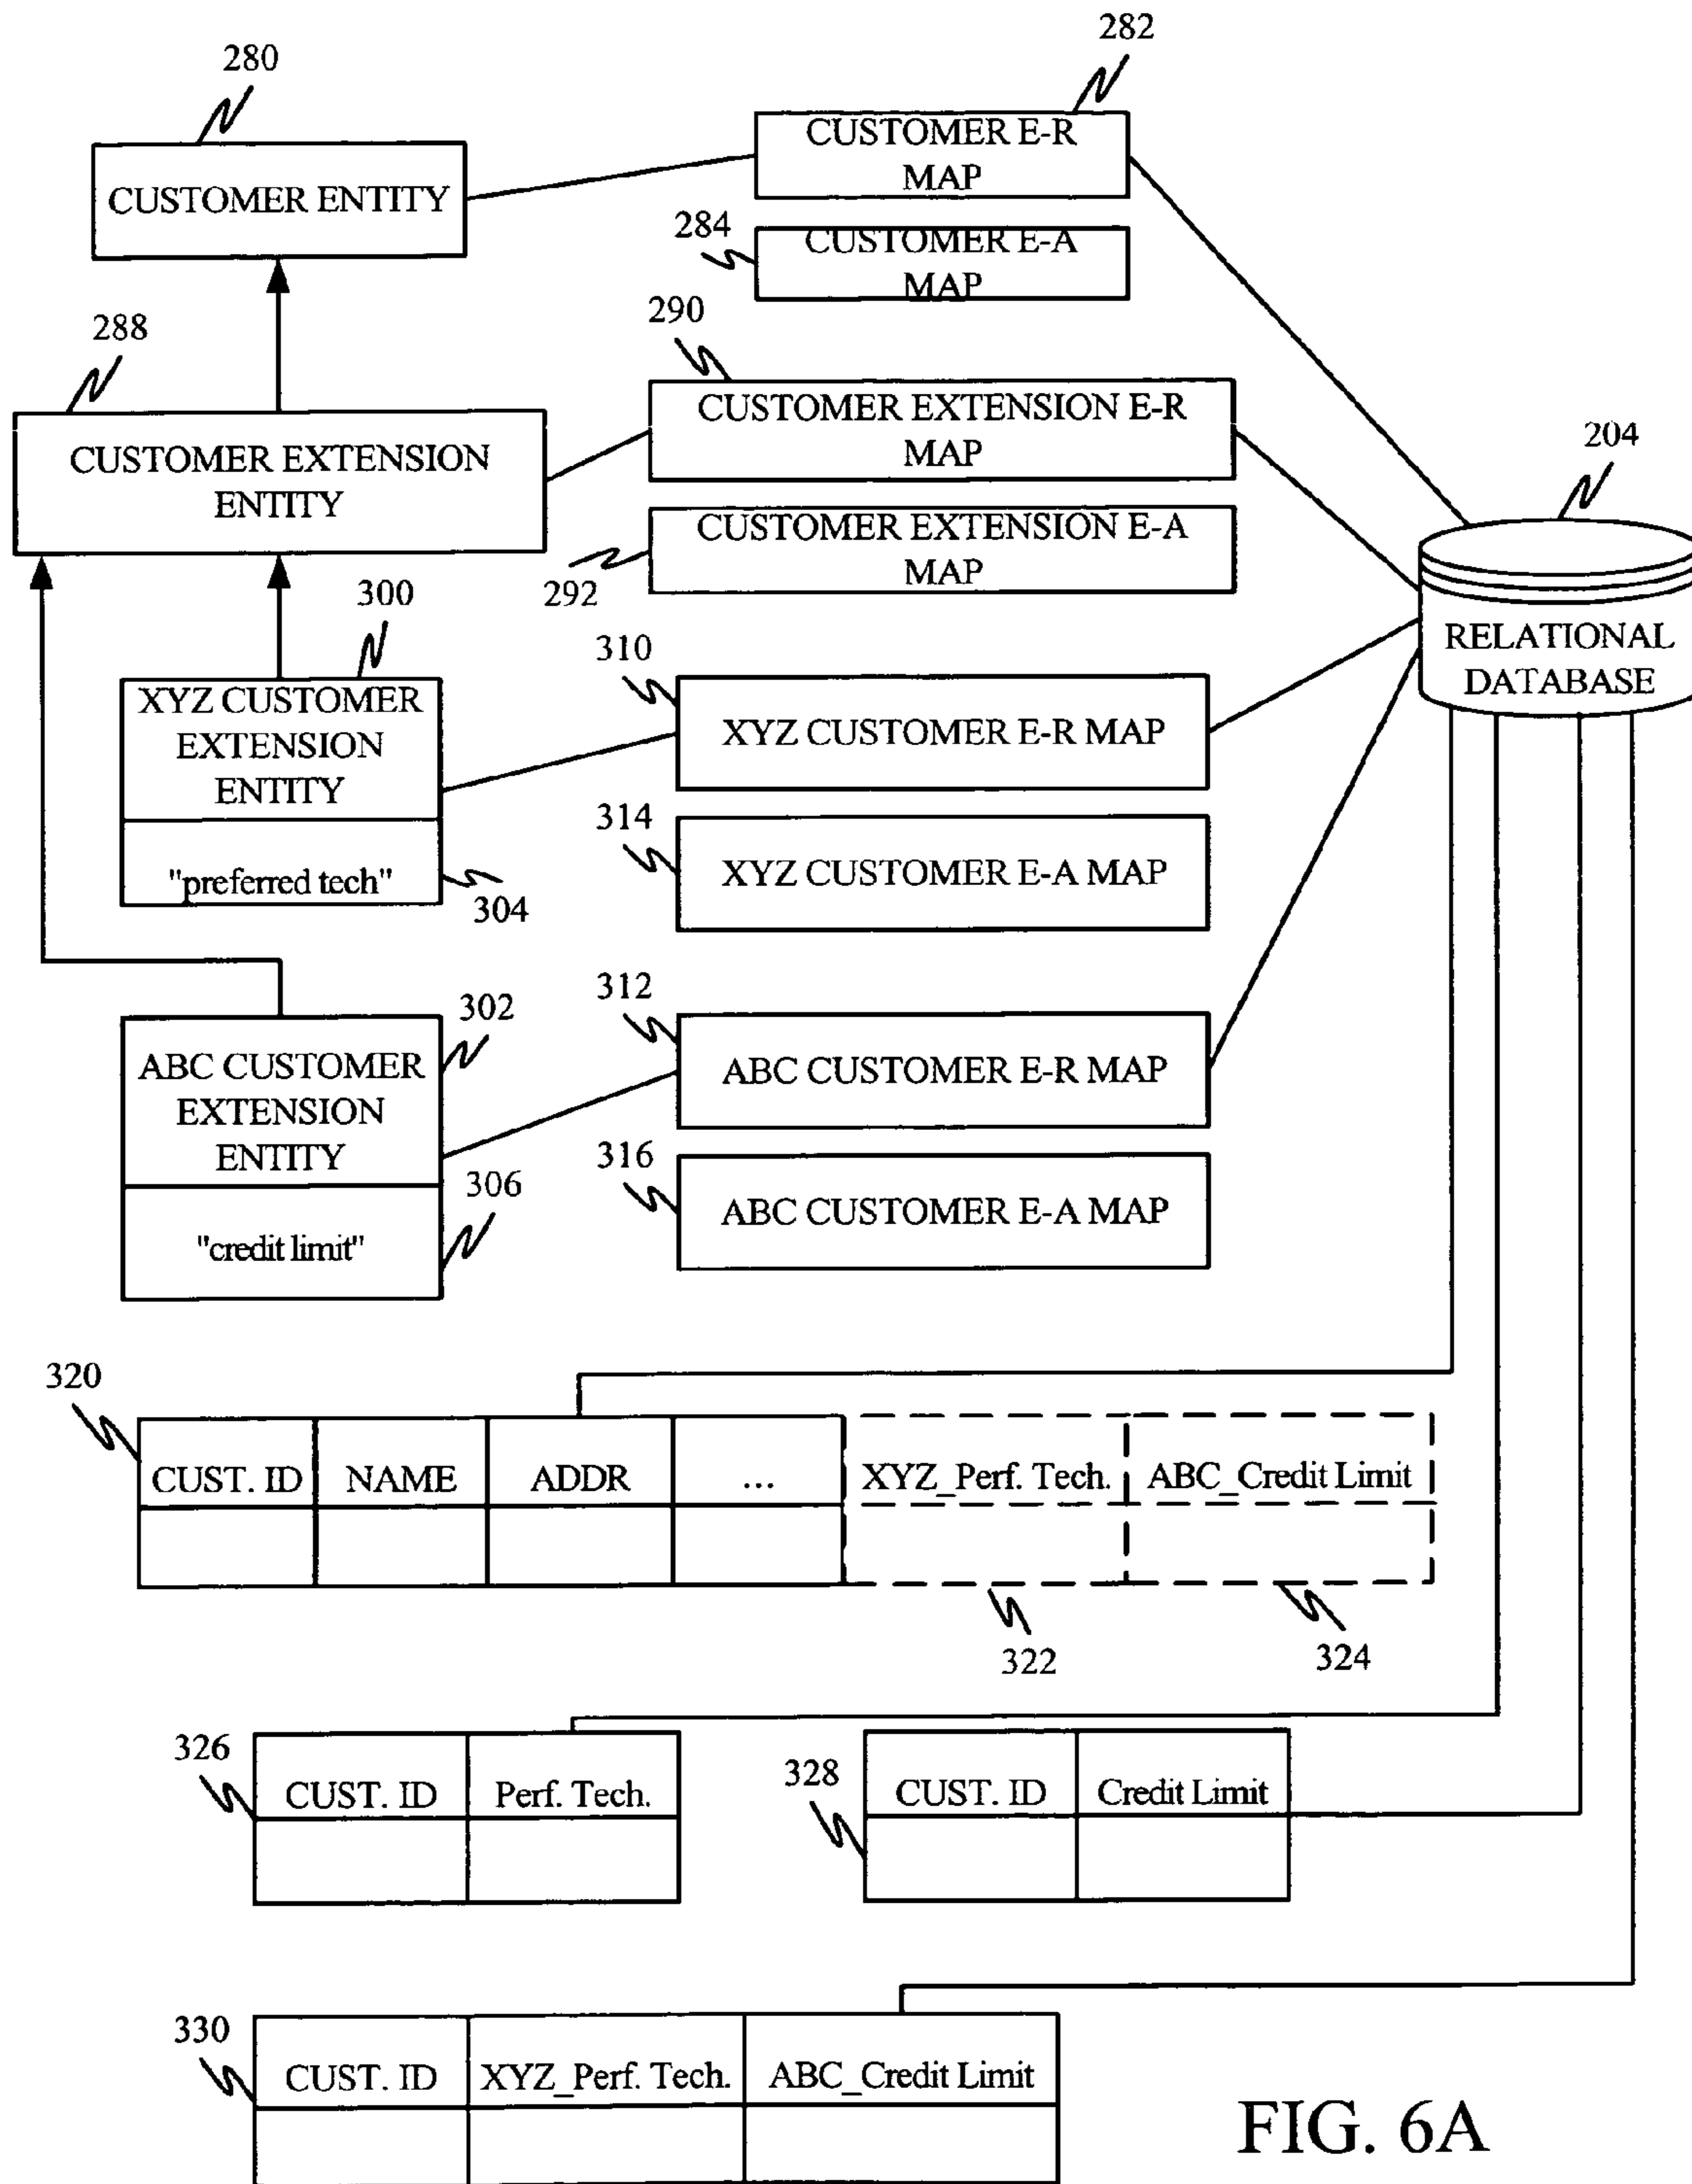 282
280
CUSTOMER E-R
MAP
CUSTOMER ENTITY
284
CUSTOMER E-A
MAP
290
288
CUSTOMER EXTENSION E-R
MAP
204
CUSTOMER EXTENSION
ENTITY
CUSTOMER EXTENSION E-A
MAP
292
300
310
RELATIONAL
DATABASE
XYZ CUSTOMER
EXTENSION
ENTITY
XYZ CUSTOMER E-R MAP
314
"preferred tech"
304
XYZ CUSTOMER E-A MAP
312
302
ABC CUSTOMER
EXTENSION
ENTITY
ABC CUSTOMER E-R MAP
316
306
ABC CUSTOMER E-A MAP
"credit limit"
320
CUST. ID NAME ADDR ... XYZ_Perf. Tech. ABC_Credit Limit
322 324
326
CUST. ID Perf. Tech.
328
CUST. ID Credit Limit
330
CUST. ID XYZ_Perf. Tech. ABC_Credit Limit
FIG. 6A